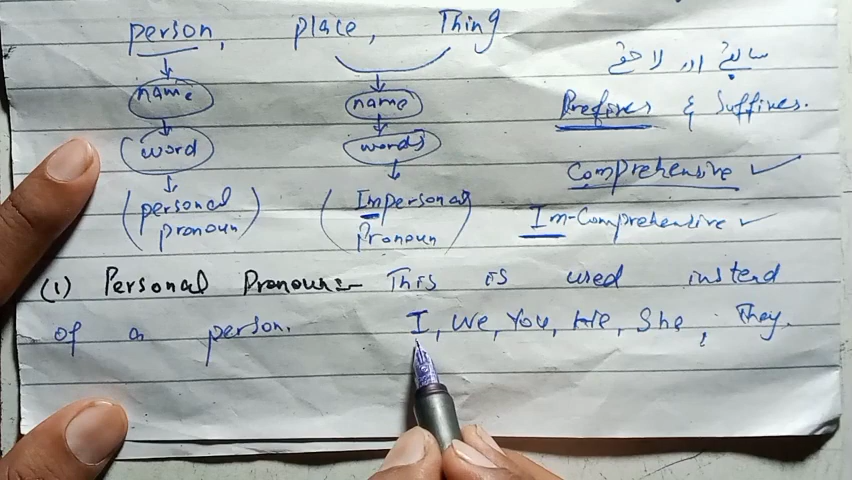 person, place, Thing
name name
word words
(personal pronoun) (Impersonal Pronoun)
سابقے اور لاحقے
Prefixes & Suffixes.
Comprehensive ✓
Im-Comprehensive ✓
(1) Personal Pronoun:- This is used instend
of a person. I, We, You, He, She, They.